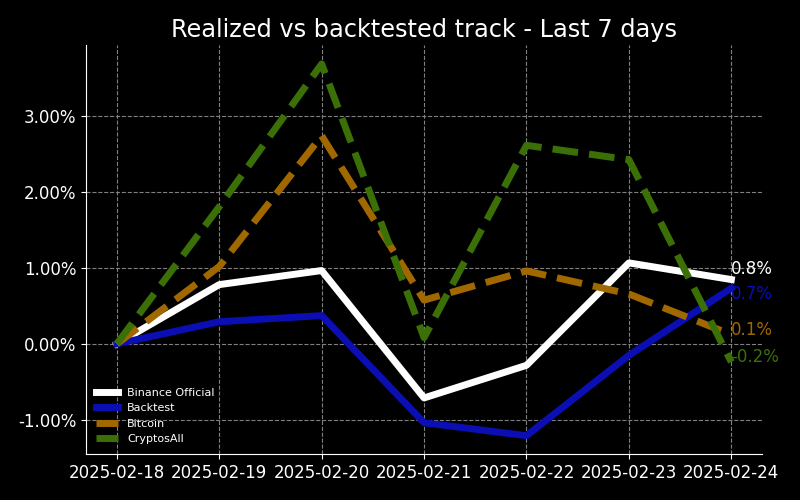 Realized vs backtested track - Last 7 days
3.00%
2.00%
1.00%
0.00%
-1.00%
0.8%
0.7%
0.1%
-0.2%
Binance Official
Backtest
Bitcoin
CryptosAll
2025-02-18 2025-02-19 2025-02-20 2025-02-21 2025-02-22 2025-02-23 2025-02-24